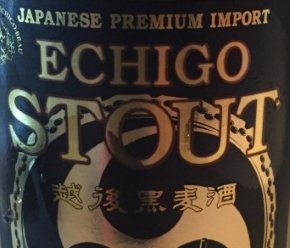 JAPANESE PREMIUM IMPORT
ECHIGO
STOUT
越後黒麦酒